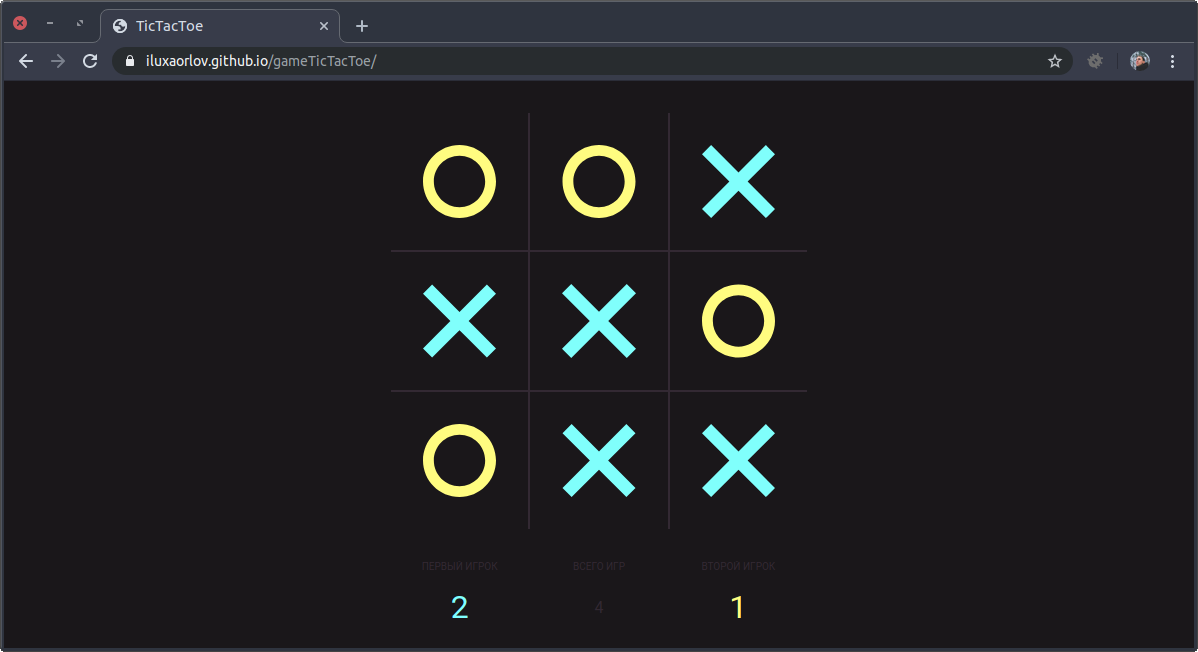 TicTacToe
iluxaorlov.github.io/gameTicTacToe/
ПЕРВЫЙ ИГРОК
ВСЕГО ИГР
ВТОРОЙ ИГРОК
2
4
1